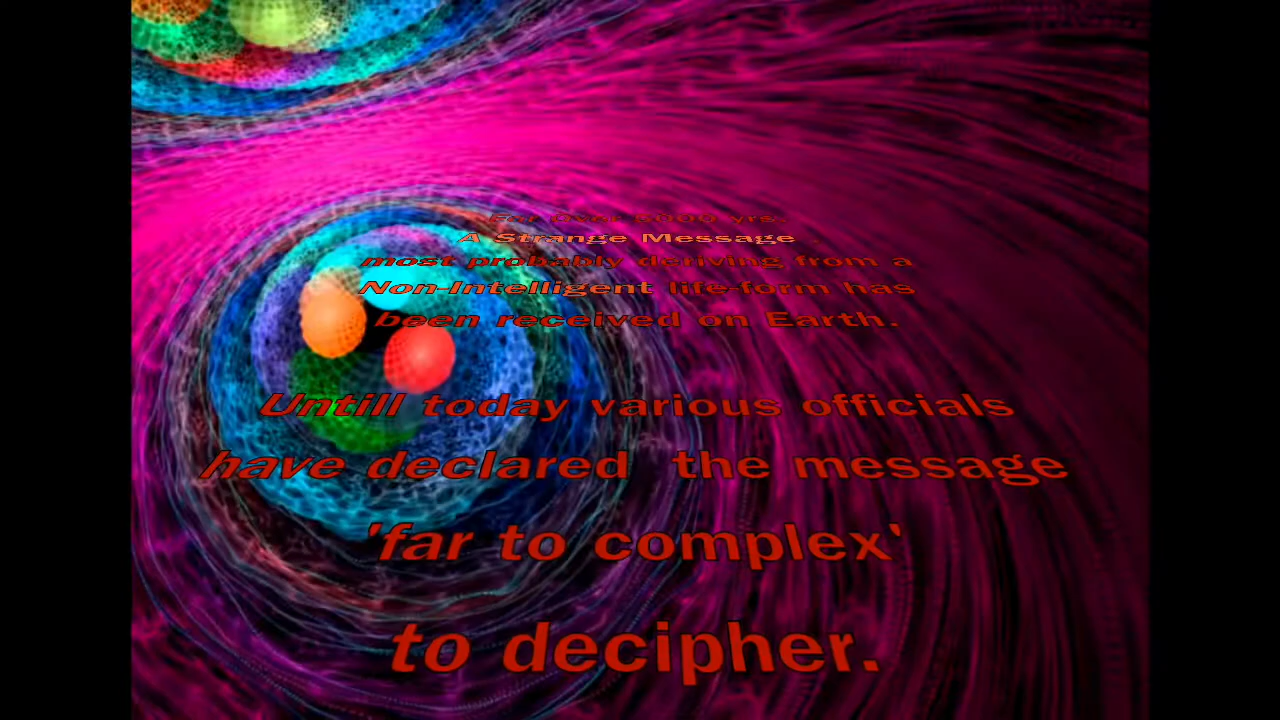 For Over 5000 yrs.
A Strange Message .
most probably deriving from a
Non-Intelligent life-form has
been received on Earth.
Untill today various officials
have declared the message
'far to complex'
to decipher.